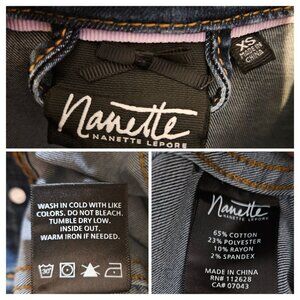 Nanette
NANETTE LEPORE
XS
MADE IN
CHINA
WASH IN COLD WITH LIKE
COLORS. DO NOT BLEACH.
TUMBLE DRY LOW.
INSIDE OUT.
WARM IRON IF NEEDED.
Nanette
NANETTE LEPORE
65% COTTON
23% POLYESTER
10% RAYON
2% SPANDEX
MADE IN CHINA
RN# 112628
CA# 07043